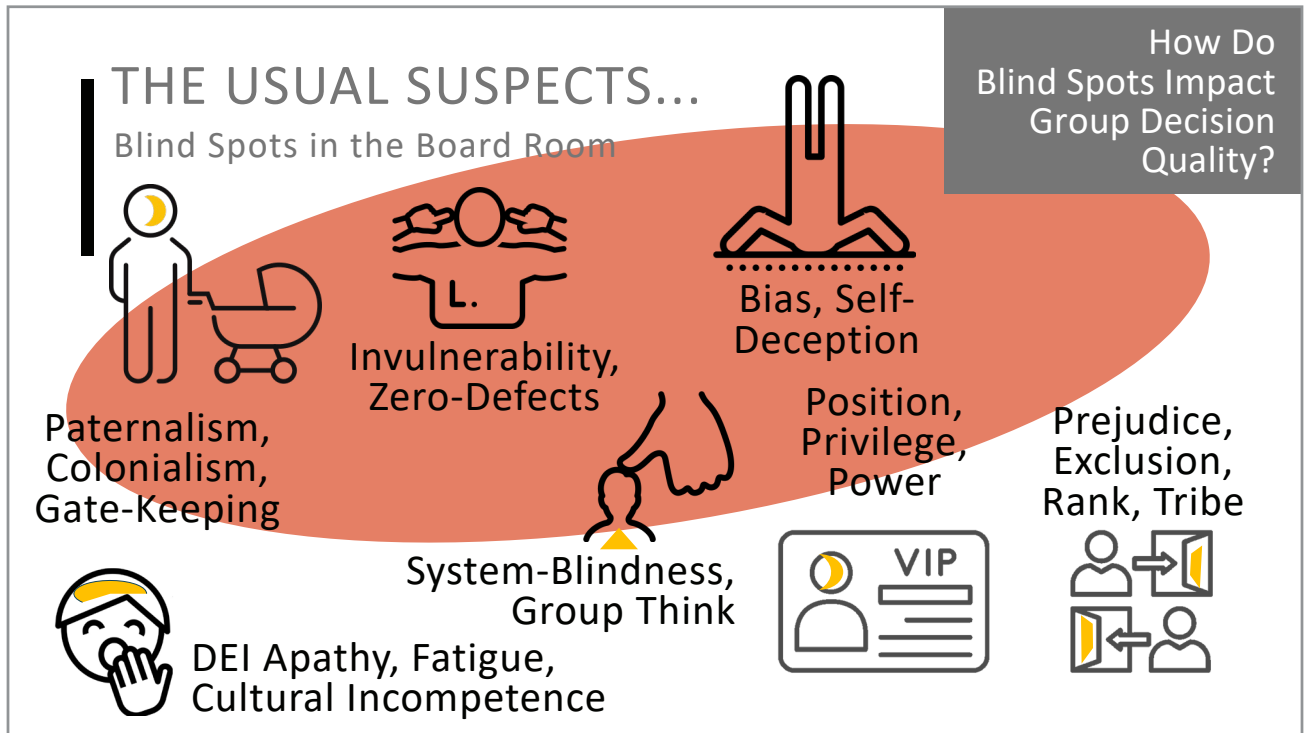 THE USUAL SUSPECTS...
Blind Spots in the Board Room
How Do
Blind Spots Impact
Group Decision
Quality?
L.
Invulnerability,
Zero-Defects
Bias, Self-
Deception
Paternalism,
Colonialism,
Gate-Keeping
Position,
Privilege,
Power
Prejudice,
Exclusion,
Rank, Tribe
System-Blindness,
Group Think
VIP
DEI Apathy, Fatigue,
Cultural Incompetence